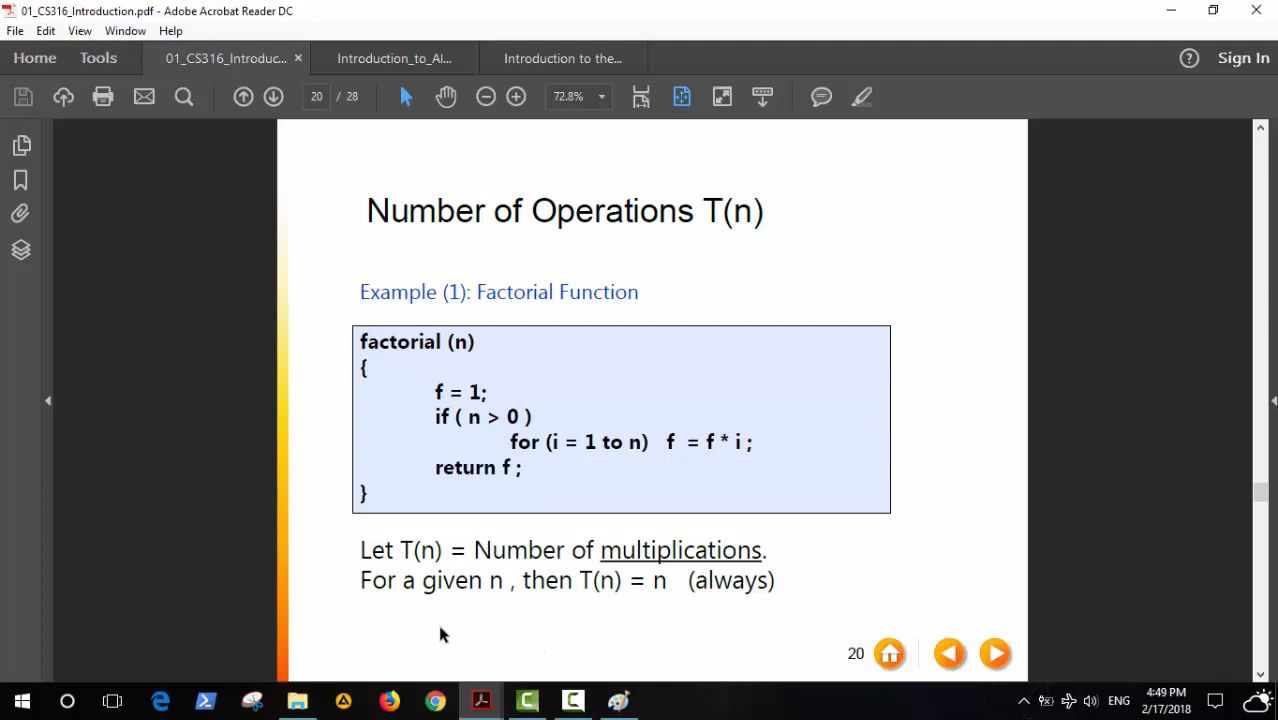 01_CS316_Introduction.pdf - Adobe Acrobat Reader DC
File Edit View Window Help
Home Tools 01_CS316_Introduc... × Introduction_to_Al... Introduction to the... Sign In
20 / 28 72.8%
Number of Operations T(n)
Example (1): Factorial Function
factorial (n)
{
f = 1;
if ( n > 0 )
for (i = 1 to n) f = f * i ;
return f ;
}
Let T(n) = Number of multiplications.
For a given n , then T(n) = n (always)
20
ENG
4:49 PM
2/17/2018